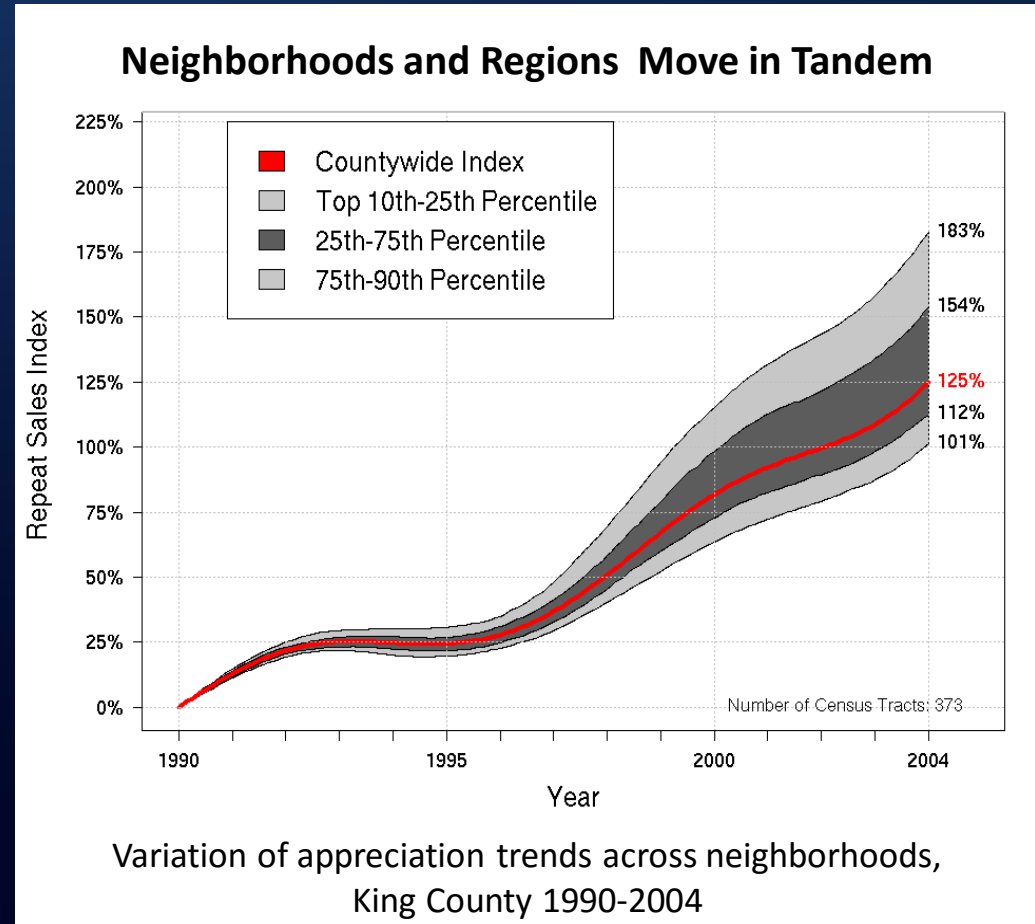 Neighborhoods and Regions Move in Tandem
225%
200%
175%
150%
125%
100%
75%
50%
25%
0%
Repeat Sales Index
Countywide Index
Top 10th-25th Percentile
25th-75th Percentile
75th-90th Percentile
183%
154%
125%
112%
101%
Number of Census Tracts: 373
1990
1995
2000
2004
Year
Variation of appreciation trends across neighborhoods,
King County 1990-2004